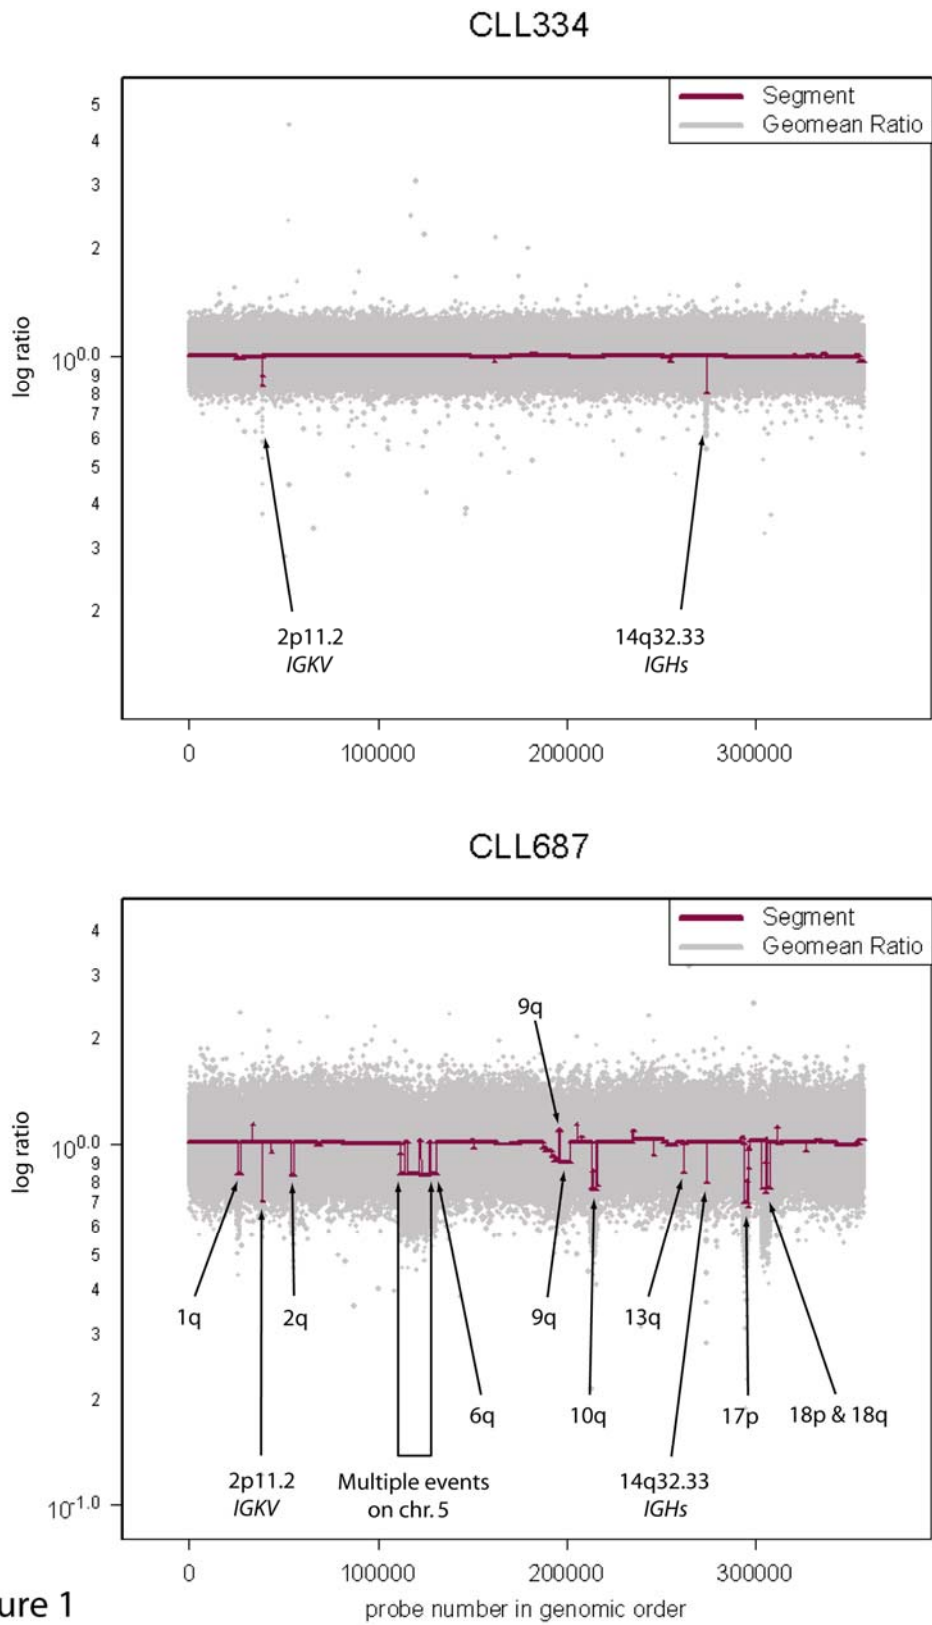 CLL334
Segment
Geomean Ratio
5
4
3
2
10^0.0
9
8
7
6
5
4
3
2
log ratio
2p11.2
IGKV
14q32.33
IGHs
0 100000 200000 300000
CLL687
Segment
Geomean Ratio
4
3
2
10^0.0
9
8
7
6
5
4
3
2
10^-1.0
log ratio
9q
1q
2q
9q
13q
6q
10q
17p
18p & 18q
2p11.2
IGKV
Multiple events
on chr. 5
14q32.33
IGHs
0 100000 200000 300000
probe number in genomic order
ure 1